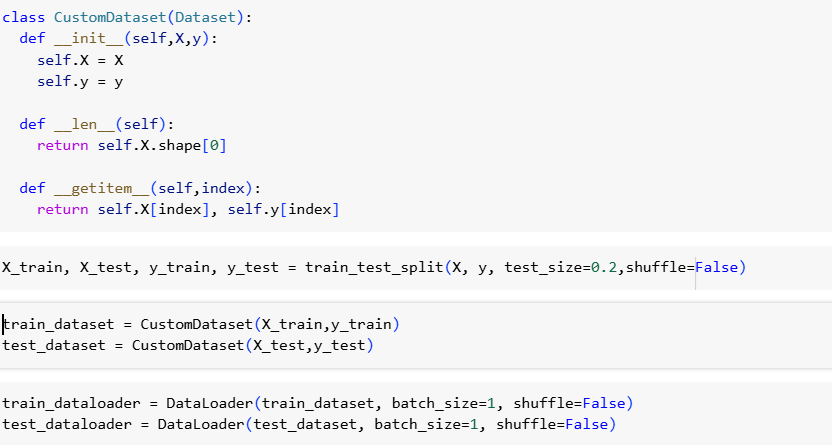 class CustomDataset(Dataset):
  def __init__(self,X,y):
    self.X = X
    self.y = y

  def __len__(self):
    return self.X.shape[0]

  def __getitem__(self,index):
    return self.X[index], self.y[index]

X_train, X_test, y_train, y_test = train_test_split(X, y, test_size=0.2,shuffle=False)

train_dataset = CustomDataset(X_train,y_train)
test_dataset = CustomDataset(X_test,y_test)

train_dataloader = DataLoader(train_dataset, batch_size=1, shuffle=False)
test_dataloader = DataLoader(test_dataset, batch_size=1, shuffle=False)